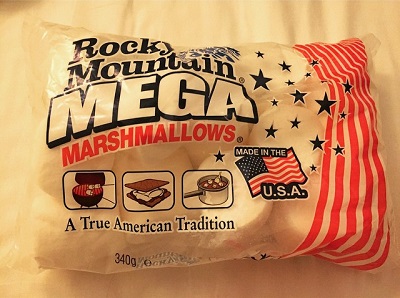 Rocky
Mountain®
MEGA
MARSHMALLOWS®
MADE IN THE
U.S.A.
A True American Tradition
340g e